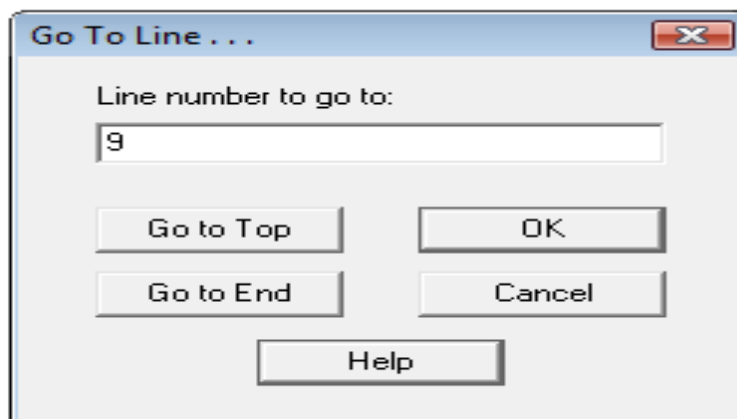 Go To Line . . .
Line number to go to:
9
Go to Top
OK
Go to End
Cancel
Help